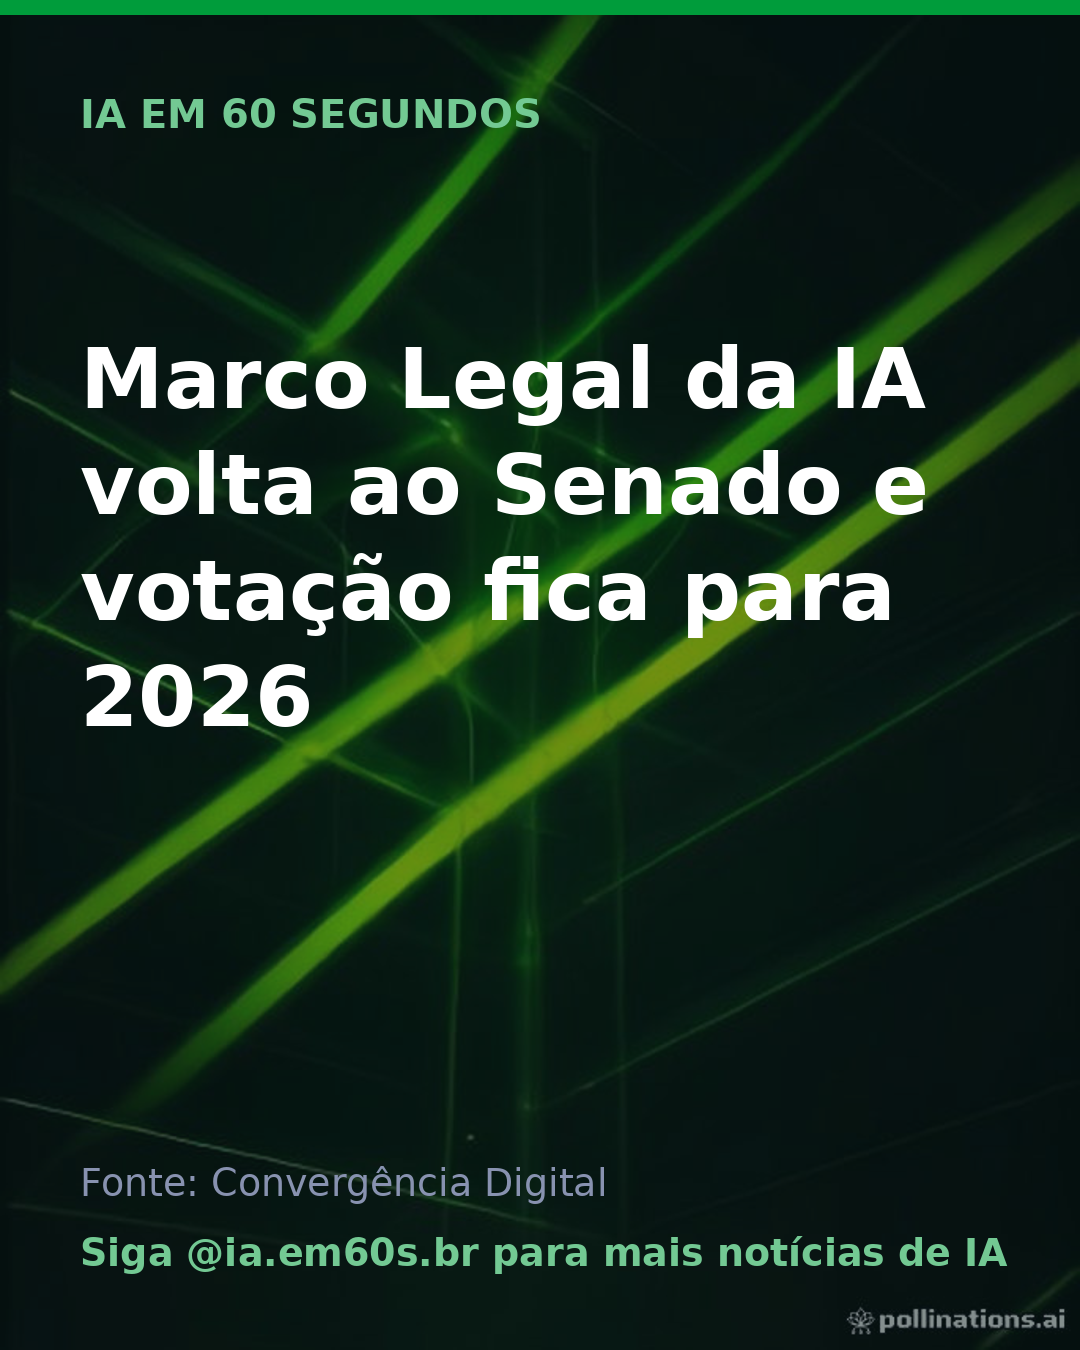 IA EM 60 SEGUNDOS
Marco Legal da IA
volta ao Senado e
votação fica para
2026
Fonte: Convergência Digital
Siga @ia.em60s.br para mais notícias de IA
pollinations.ai